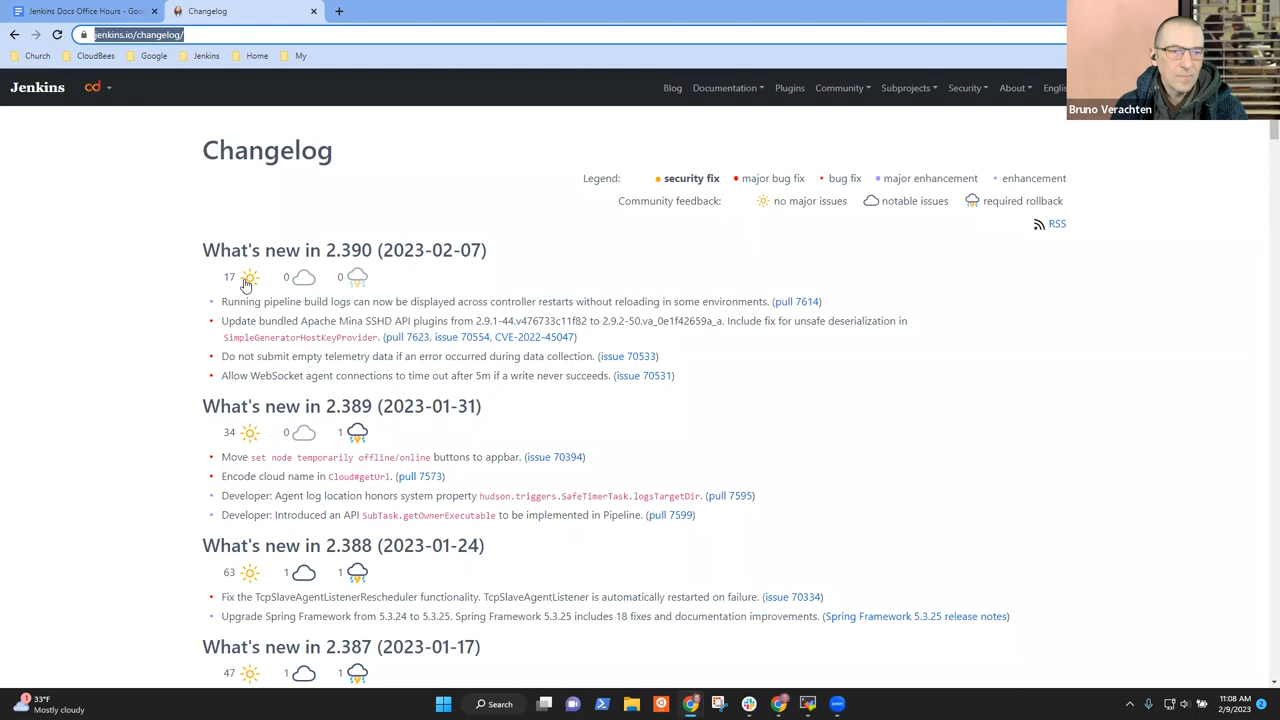 Jenkins Docs Office Hours - Goo
Changelog
jenkins.io/changelog/
Church
CloudBees
Google
Jenkins
Home
My
Bruno Verachten
Jenkins
cd
Blog
Documentation
Plugins
Community
Subprojects
Security
About
Englis
Changelog
Legend: security fix major bug fix bug fix major enhancement enhancement
Community feedback: no major issues notable issues required rollback
RSS
What's new in 2.390 (2023-02-07)
17 0 0
Running pipeline build logs can now be displayed across controller restarts without reloading in some environments. (pull 7614)
Update bundled Apache Mina SSHD API plugins from 2.9.1-44.v476733c11f82 to 2.9.2-50.va_0e1f42659a_a. Include fix for unsafe deserialization in
SimpleGeneratorHostKeyProvider. (pull 7623, issue 70554, CVE-2022-45047)
Do not submit empty telemetry data if an error occurred during data collection. (issue 70533)
Allow WebSocket agent connections to time out after 5m if a write never succeeds. (issue 70531)
What's new in 2.389 (2023-01-31)
34 0 1
Move set node temporarily offline/online buttons to appbar. (issue 70394)
Encode cloud name in Cloud#getUrl. (pull 7573)
Developer: Agent log location honors system property hudson.triggers.SafeTimerTask.logsTargetDir. (pull 7595)
Developer: Introduced an API SubTask.getOwnerExecutable to be implemented in Pipeline. (pull 7599)
What's new in 2.388 (2023-01-24)
63 1 1
Fix the TcpSlaveAgentListenerRescheduler functionality. TcpSlaveAgentListener is automatically restarted on failure. (issue 70334)
Upgrade Spring Framework from 5.3.24 to 5.3.25. Spring Framework 5.3.25 includes 18 fixes and documentation improvements. (Spring Framework 5.3.25 release notes)
What's new in 2.387 (2023-01-17)
47 1 1
1
33°F
Mostly cloudy
Search
11:08 AM
2/9/2023
2